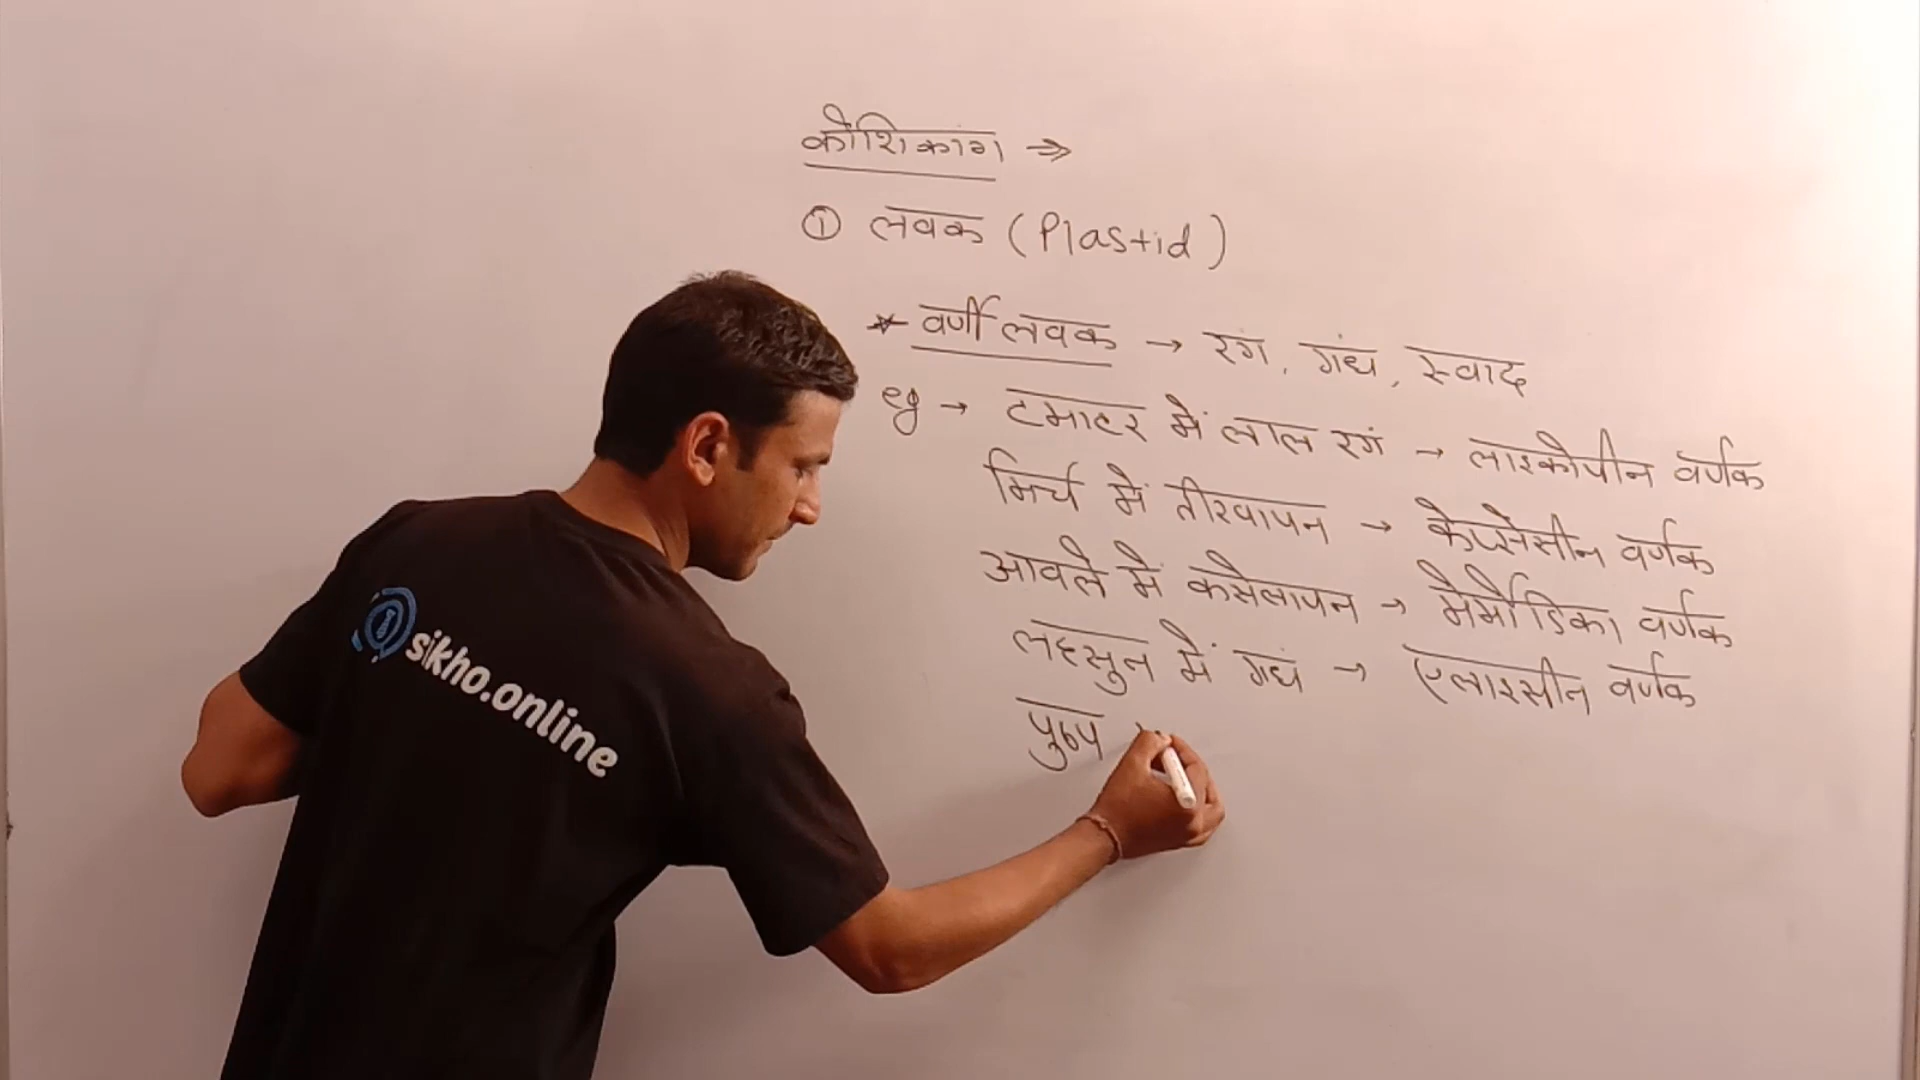 कोशिकांग ⇒
① लवक (Plastid)
* वर्णी लवक → रंग, गंध, स्वाद
eg → टमाटर में लाल रंग → लाइकोपीन वर्णक
मिर्च में तीखापन → केप्सेसीन वर्णक
आवले में कसैलापन → मैर्मोडिका वर्णक
लहसुन में गंध → एलाइसीन वर्णक
पुष्प
sikho.online